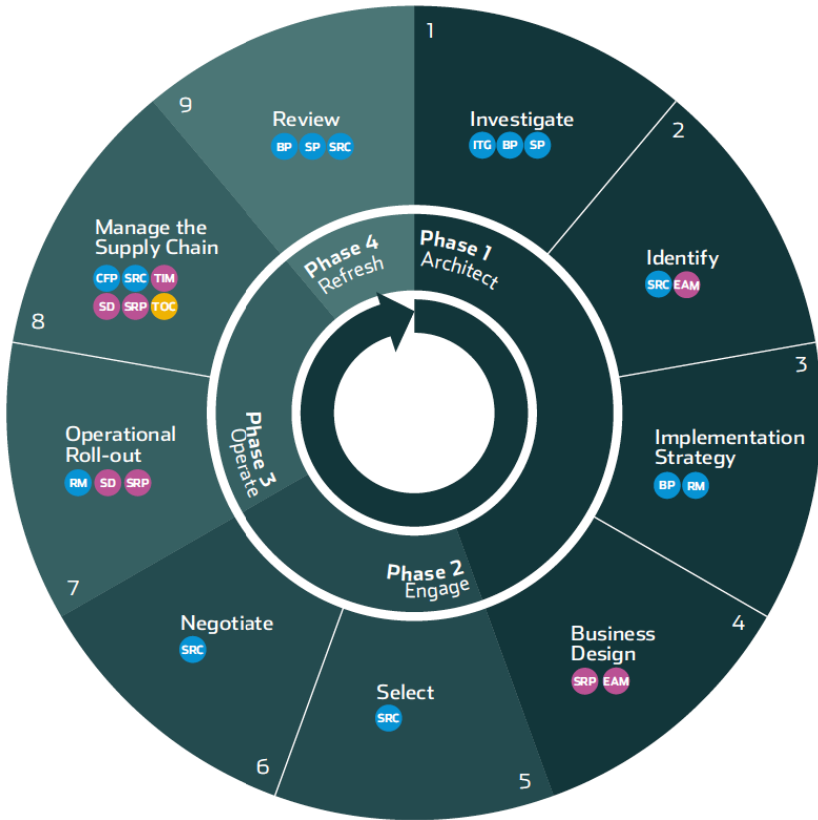 1
Investigate
ITG BP SP
2
Identify
SRC EAM
3
Implementation
Strategy
BP RM
4
Business
Design
SRP EAM
5
Select
SRC
6
Negotiate
SRC
7
Operational
Roll-out
RM SD SRP
8
Manage the
Supply Chain
CFP SRC TIM
SD SRP TOC
9
Review
BP SP SRC
Phase 1
Architect
Phase 2
Engage
Phase 3
Operate
Phase 4
Refresh